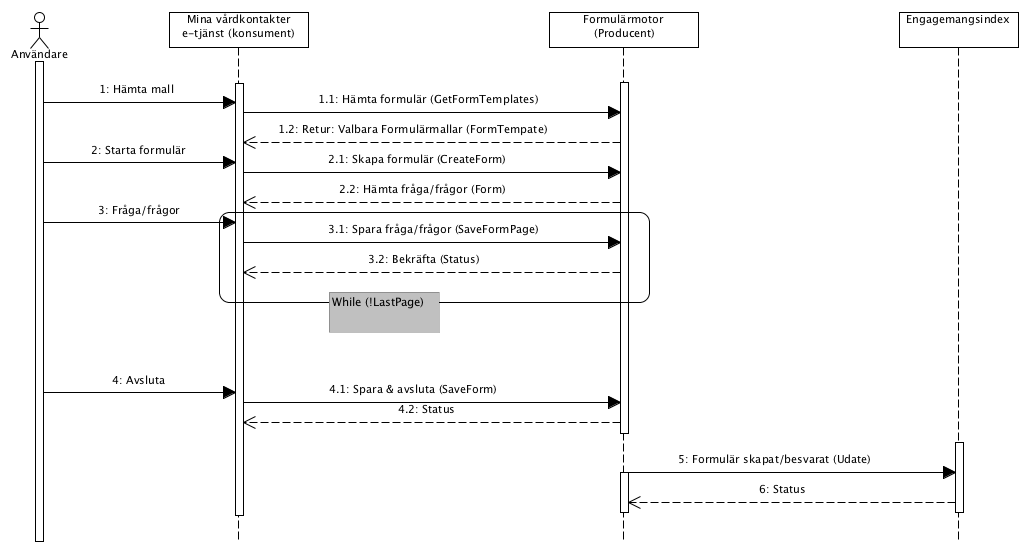 Mina vårdkontakter
e-tjänst (konsument)
Formulärmotor
(Producent)
Engagemangsindex
Användare
1: Hämta mall
1.1: Hämta formulär (GetFormTemplates)
1.2: Retur: Valbara Formulärmallar (FormTempate)
2: Starta formulär
2.1: Skapa formulär (CreateForm)
2.2: Hämta fråga/frågor (Form)
3: Fråga/frågor
3.1: Spara fråga/frågor (SaveFormPage)
3.2: Bekräfta (Status)
While (!LastPage)
4: Avsluta
4.1: Spara & avsluta (SaveForm)
4.2: Status
5: Formulär skapat/besvarat (Udate)
6: Status